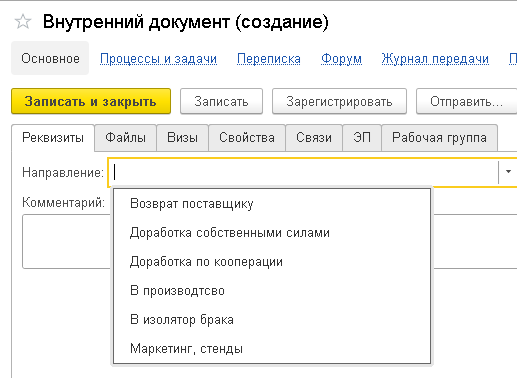 Внутренний документ (создание)
Основное Процессы и задачи Переписка Форум Журнал передачи
Записать и закрыть Записать Зарегистрировать Отправить...
Реквизиты Файлы Визы Свойства Связи ЭП Рабочая группа
Направление:
Комментарий:
Возврат поставщику
Доработка собственными силами
Доработка по кооперации
В производтсво
В изолятор брака
Маркетинг, стенды